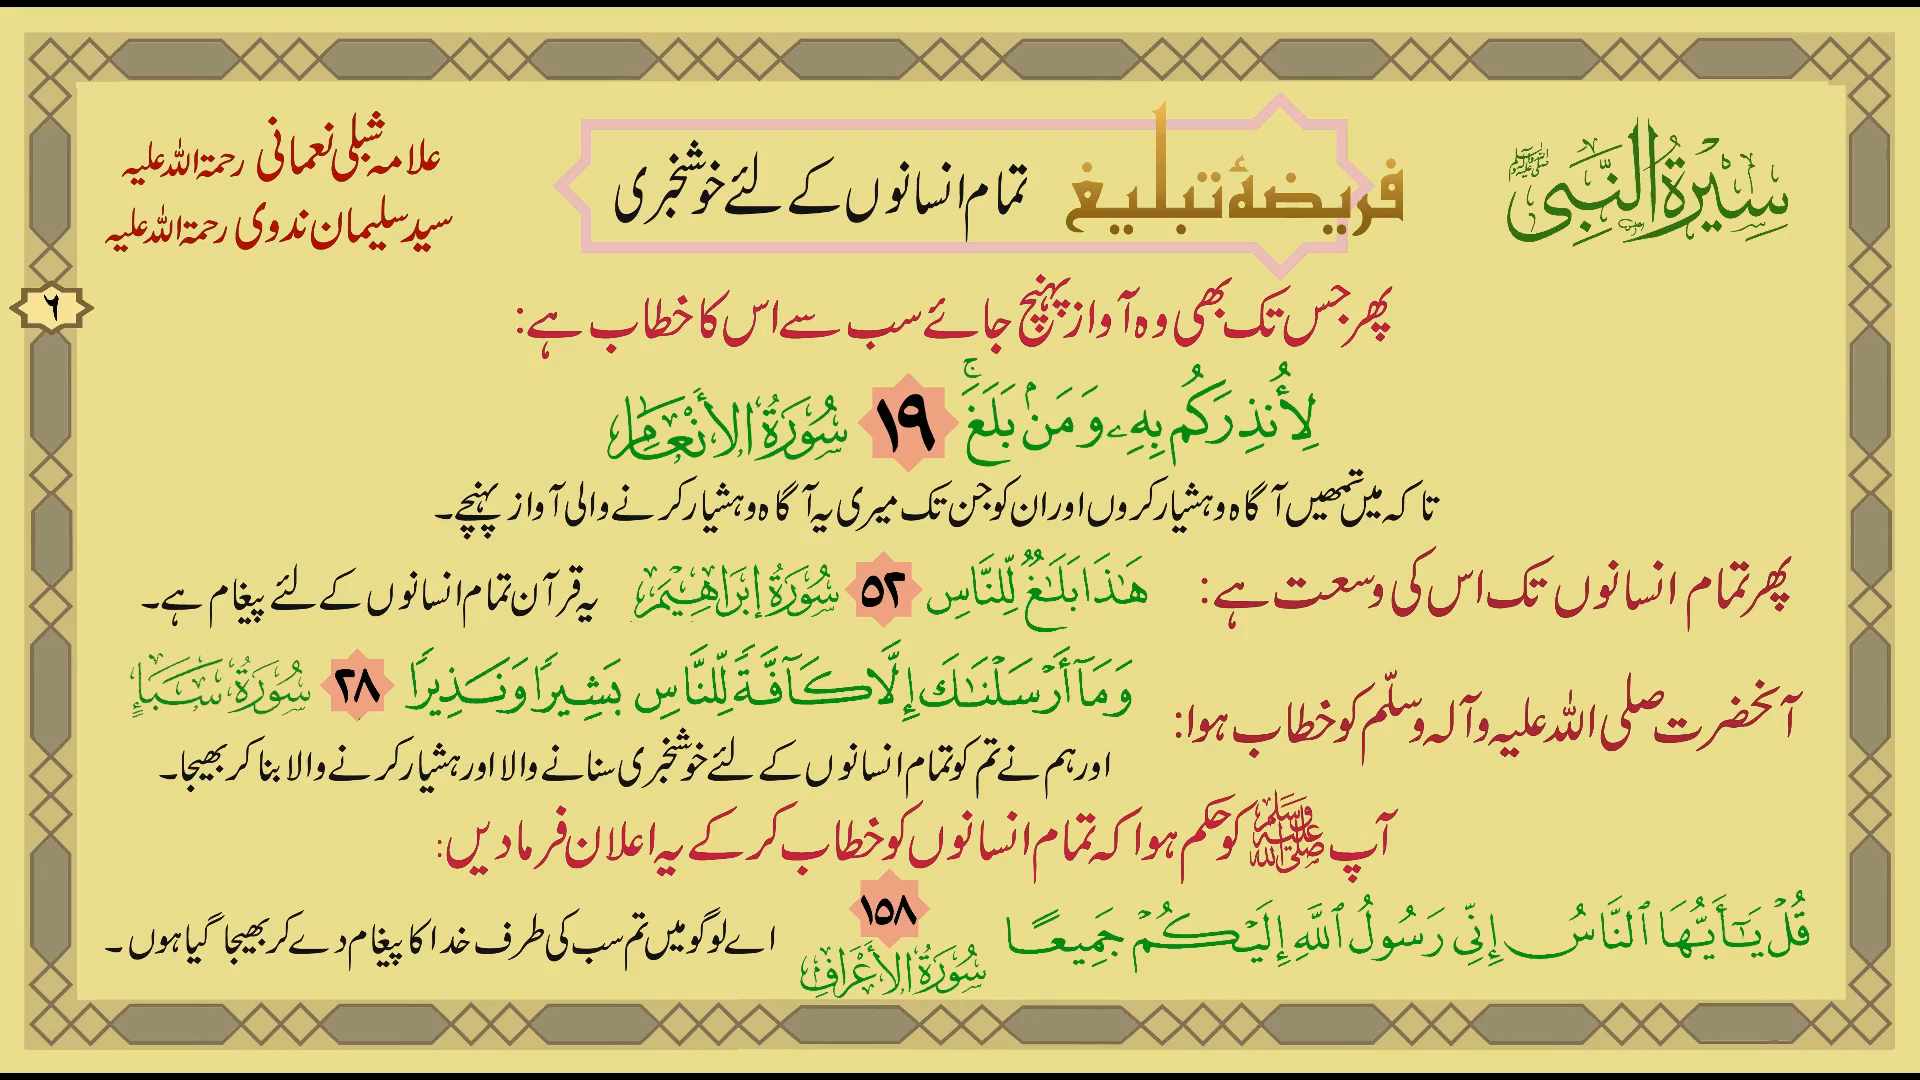 سِيْرَةُ النَّبِي ﷺ
فریضۂ تبلیغ تمام انسانوں کے لئے خوشخبری
علامہ شبلی نعمانی رحمۃ اللہ علیہ
سید سلیمان ندوی رحمۃ اللہ علیہ
٦
پھر جس تک بھی وہ آواز پہنچ جائے سب سے اس کا خطاب ہے:
لِأُنذِرَكُم بِهِۦ وَمَنۢ بَلَغَۚ ١٩ سُورَةُ الأَنْعَام
تاکہ میں تمھیں آگاہ و ہشیار کروں اور ان کو جن تک میری یہ آگاہ و ہشیار کرنے والی آواز پہنچے۔
پھر تمام انسانوں تک اس کی وسعت ہے: هَٰذَا بَلَٰغٌ لِّلنَّاسِ ٥٢ سُورَةُ إِبْرَاهِيْم یہ قرآن تمام انسانوں کے لئے پیغام ہے۔
آنحضرت صلی اللہ علیہ وآلہ وسلّم کو خطاب ہوا: وَمَآ أَرْسَلْنَٰكَ إِلَّا كَآفَّةً لِّلنَّاسِ بَشِيرًا وَنَذِيرًا ٢٨ سُورَةُ سَبَإٍ
اور ہم نے تم کو تمام انسانوں کے لئے خوشخبری سنانے والا اور ہشیار کرنے والا بنا کر بھیجا۔
آپ ﷺ کو حکم ہوا کہ تمام انسانوں کو خطاب کر کے یہ اعلان فرما دیں:
قُلْ يَٰٓأَيُّهَا ٱلنَّاسُ إِنِّي رَسُولُ ٱللَّهِ إِلَيْكُمْ جَمِيعًا ١٥٨ سُورَةُ الأَعْرَافِ اے لوگو میں تم سب کی طرف خدا کا پیغام دے کر بھیجا گیا ہوں۔